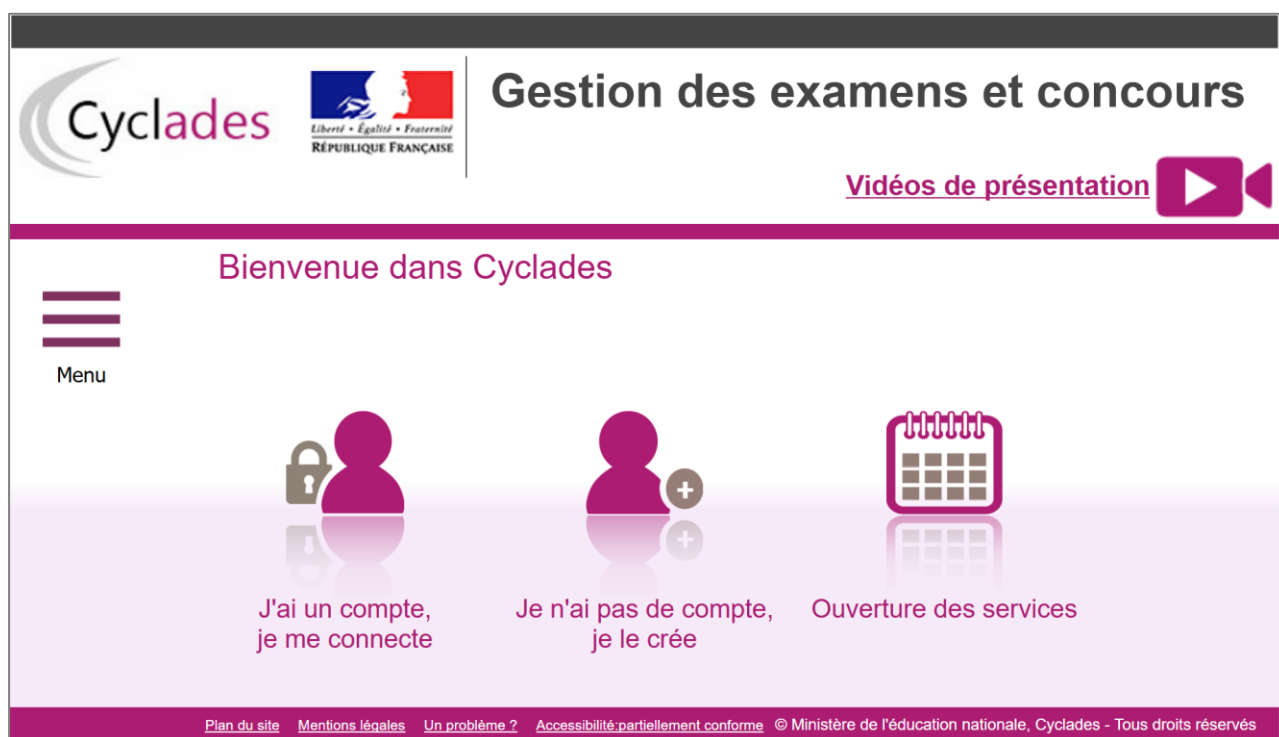 Cyclades
Liberté • Égalité • Fraternité
RÉPUBLIQUE FRANÇAISE
Gestion des examens et concours
Vidéos de présentation
Bienvenue dans Cyclades
Menu
J'ai un compte,
je me connecte
Je n'ai pas de compte,
je le crée
Ouverture des services
Plan du site Mentions légales Un problème ? Accessibilité:partiellement conforme © Ministère de l'éducation nationale, Cyclades - Tous droits réservés